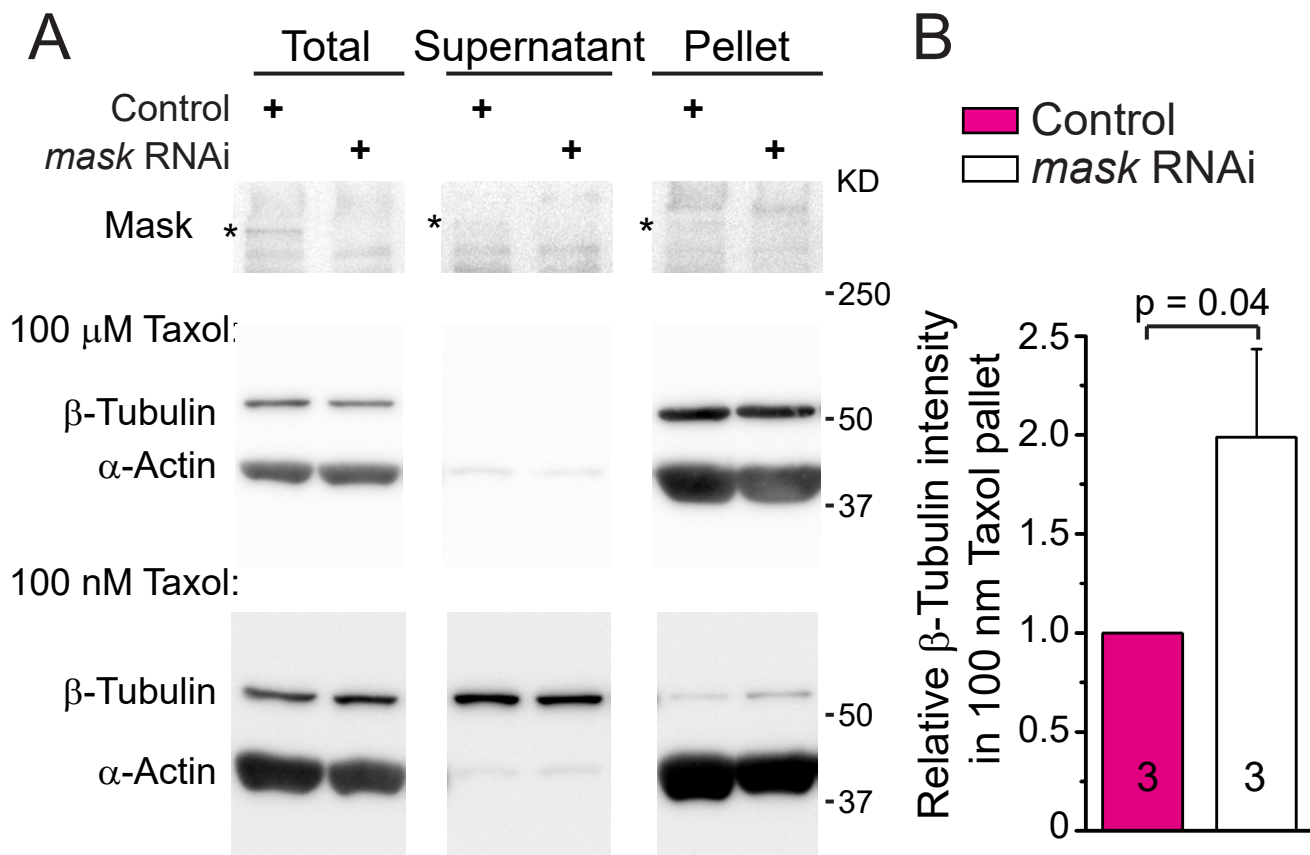 A
Total Supernatant Pellet
Control + + +
mask RNAi + + +
KD
Mask * * *
-250
100 μM Taxol:
β-Tubulin
-50
α-Actin
-37
100 nM Taxol:
β-Tubulin
-50
α-Actin
-37
B
Control
mask RNAi
p = 0.04
Relative β-Tubulin intensity
in 100 nm Taxol pallet
2.5
2.0
1.5
1.0
0.5
0
3 3